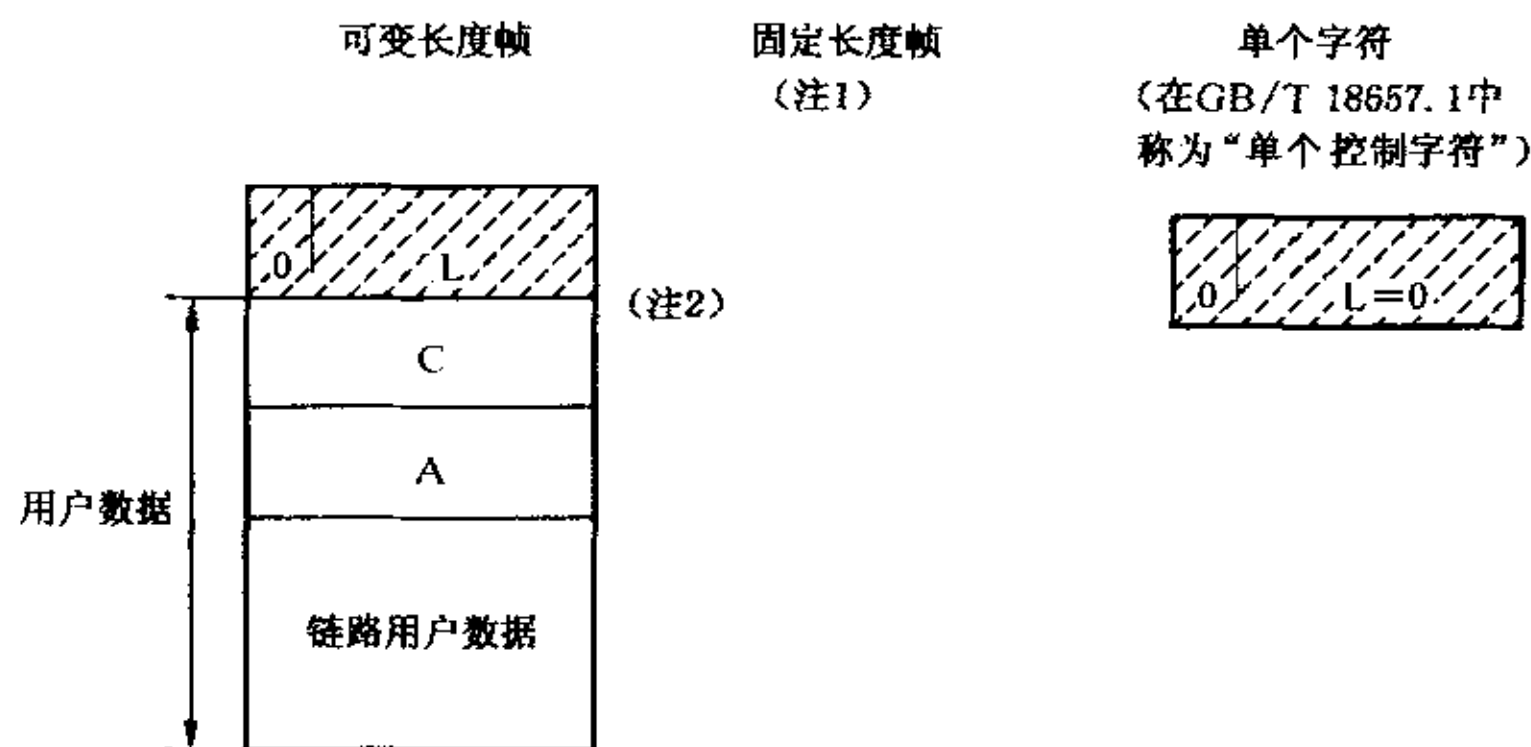 可变长度帧
固定长度帧
(注1)
单个字符
(在GB/T 18657.1中
称为“单个控制字符”)
0 L
(注2)
C
A
用户数据
链路用户数据
0 L=0